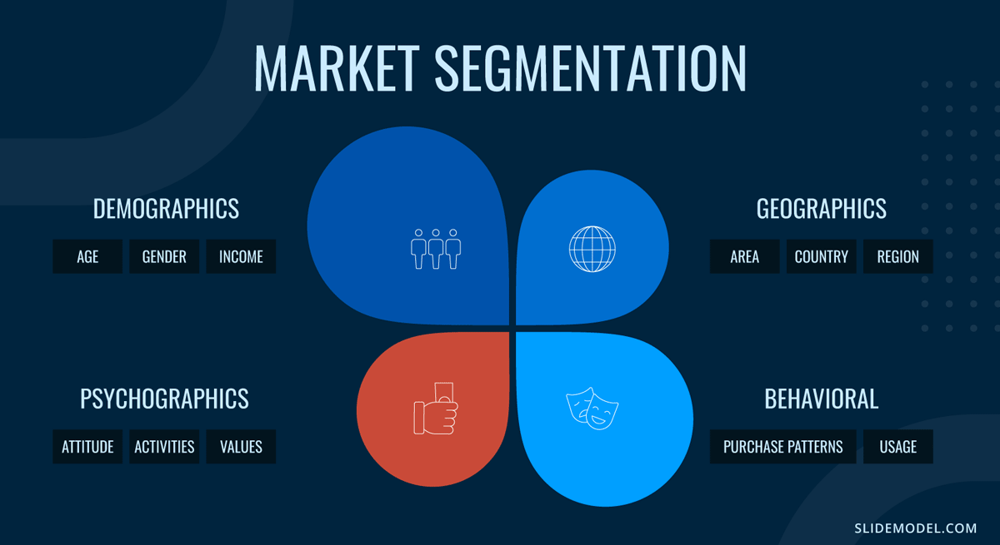 MARKET SEGMENTATION
DEMOGRAPHICS
AGE GENDER INCOME
GEOGRAPHICS
AREA COUNTRY REGION
PSYCHOGRAPHICS
ATTITUDE ACTIVITIES VALUES
BEHAVIORAL
PURCHASE PATTERNS USAGE
SLIDEMODEL.COM